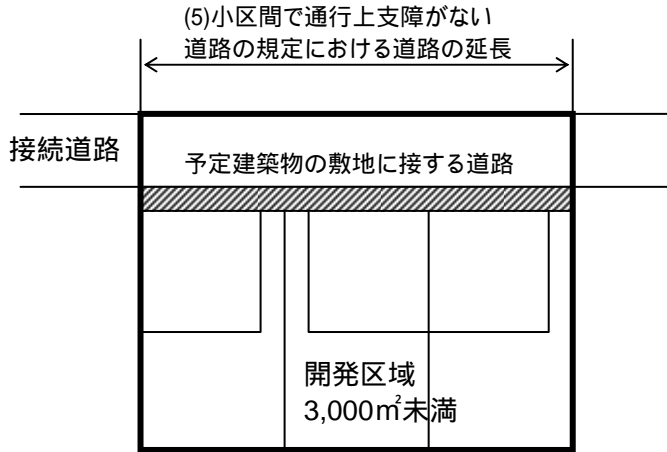 (5)小区間で通行上支障がない
道路の規定における道路の延長
接続道路
予定建築物の敷地に接する道路
開発区域
3,000㎡未満